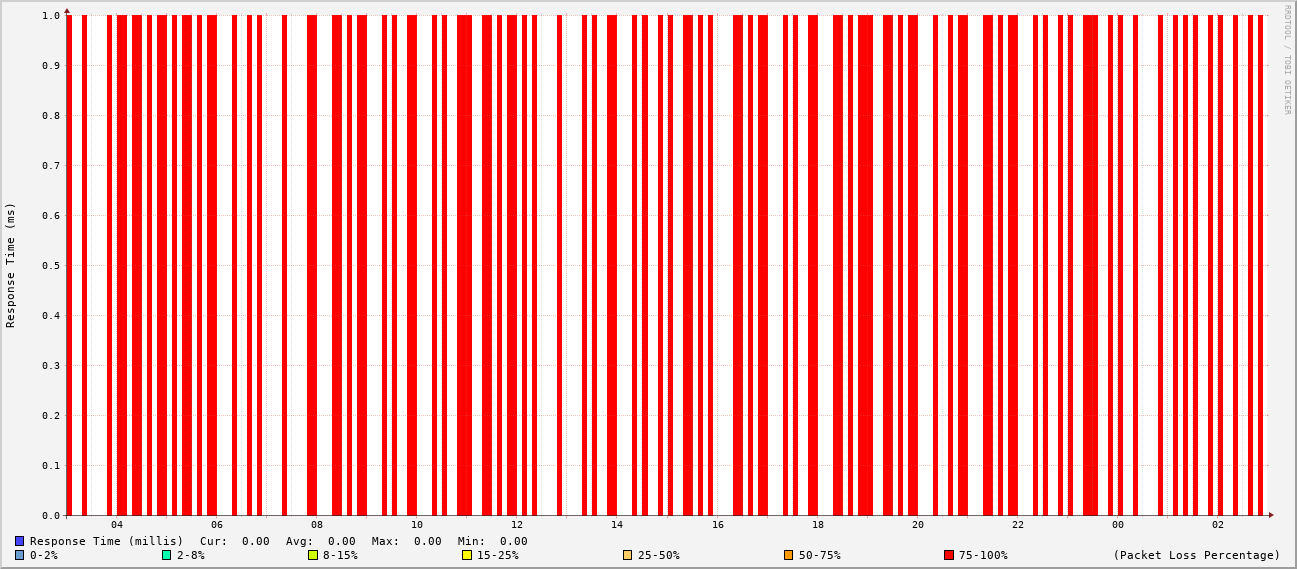 RRDTOOL / TOBI OETIKER
Response Time (ms)
1.0
0.9
0.8
0.7
0.6
0.5
0.4
0.3
0.2
0.1
0.0
04 06 08 10 12 14 16 18 20 22 00 02
Response Time (millis) Cur: 0.00 Avg: 0.00 Max: 0.00 Min: 0.00
0-2% 2-8% 8-15% 15-25% 25-50% 50-75% 75-100% (Packet Loss Percentage)